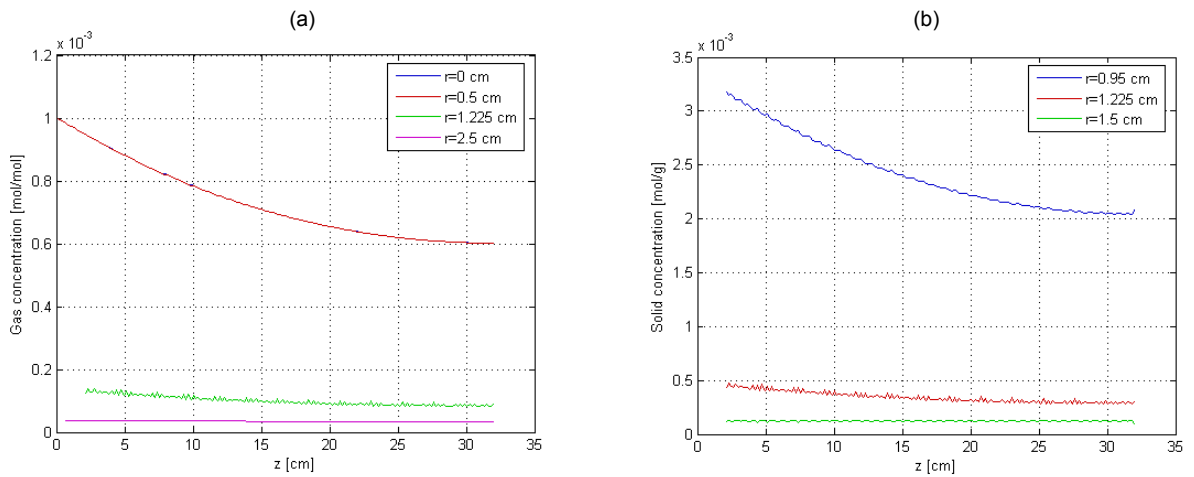 (a)
x 10⁻³
1.2
1
0.8
0.6
0.4
0.2
0
0 5 10 15 20 25 30 35
Gas concentration [mol/mol]
z [cm]
r=0 cm
r=0.5 cm
r=1.225 cm
r=2.5 cm
(b)
x 10⁻³
3.5
3
2.5
2
1.5
1
0.5
0
0 5 10 15 20 25 30 35
Solid concentration [mol/g]
z [cm]
r=0.95 cm
r=1.225 cm
r=1.5 cm